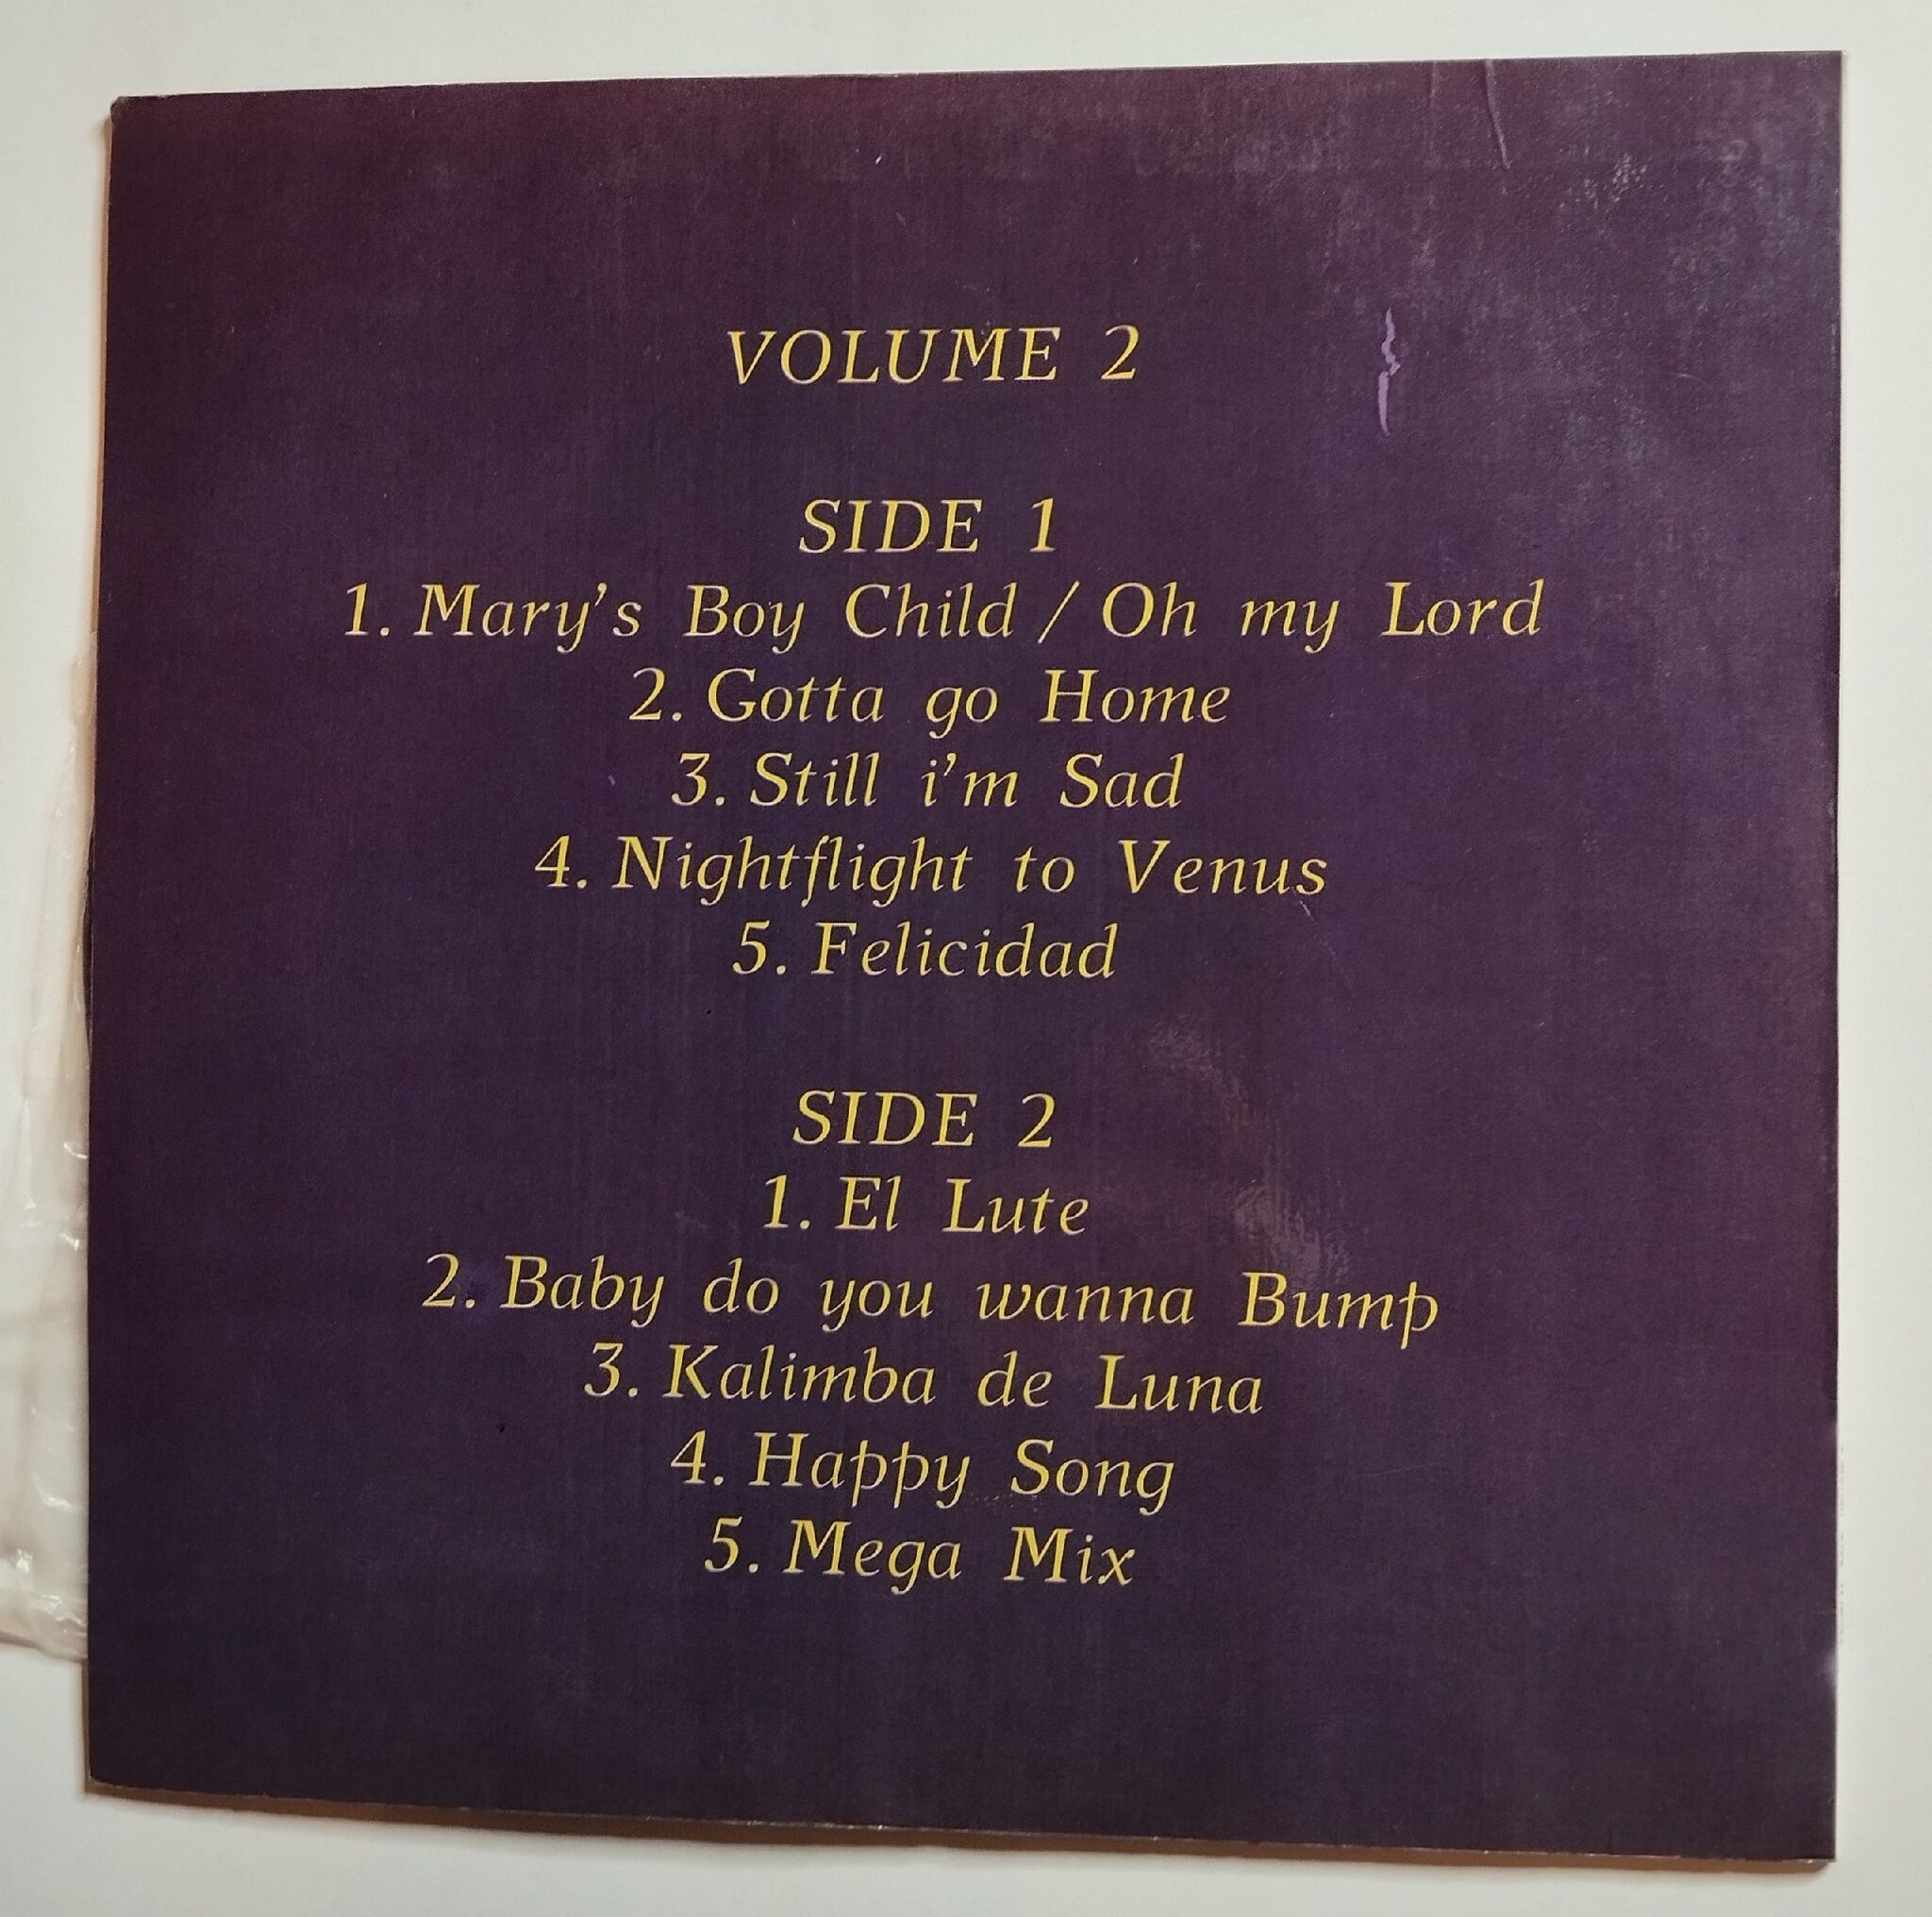 VOLUME 2
SIDE 1
1. Mary's Boy Child / Oh my Lord
2. Gotta go Home
3. Still i'm Sad
4. Nightflight to Venus
5. Felicidad
SIDE 2
1. El Lute
2. Baby do you wanna Bump
3. Kalimba de Luna
4. Happy Song
5. Mega Mix